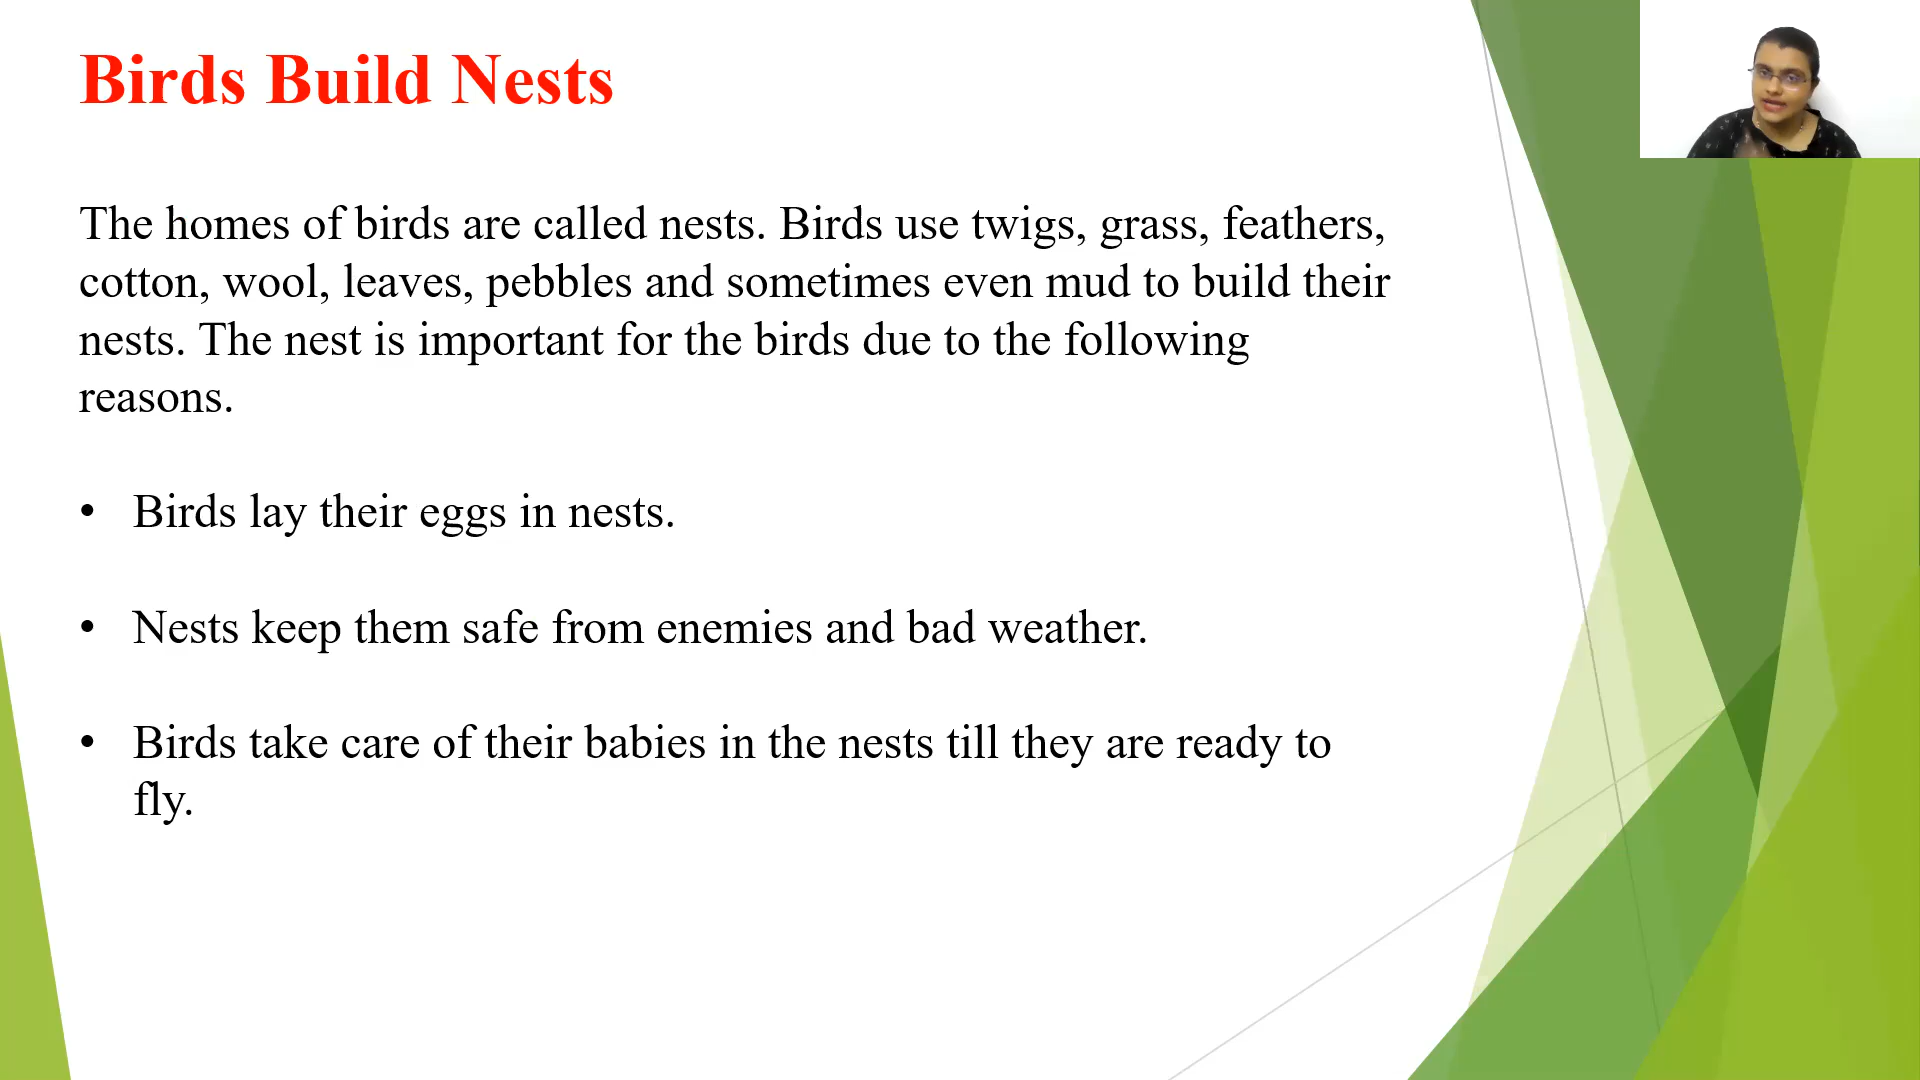 Birds Build Nests
The homes of birds are called nests. Birds use twigs, grass, feathers,
cotton, wool, leaves, pebbles and sometimes even mud to build their
nests. The nest is important for the birds due to the following
reasons.
• Birds lay their eggs in nests.
• Nests keep them safe from enemies and bad weather.
• Birds take care of their babies in the nests till they are ready to
fly.